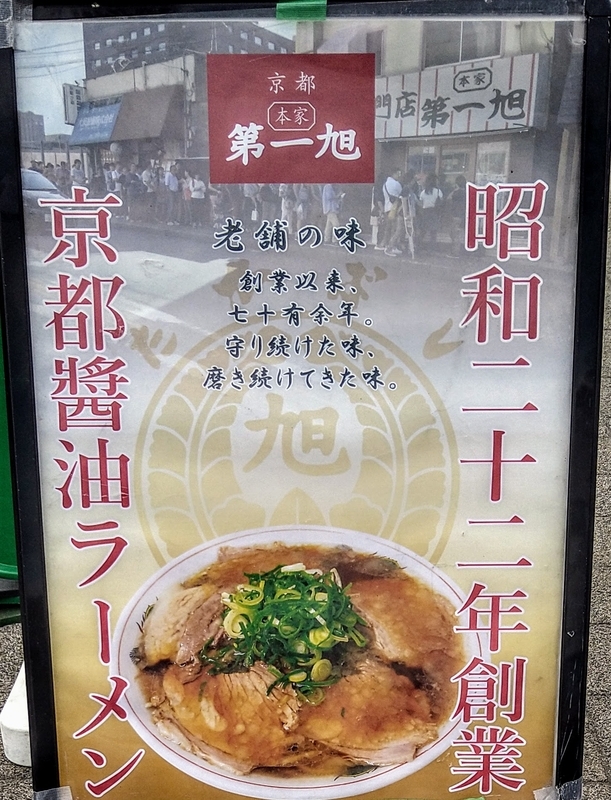 京都
本家
第一旭
本家
門店 第一旭
昭和二十二年創業
老舗の味
創業以来、
七十有余年。
守り続けた味、
磨き続けてきた味。
京都醬油ラーメン
旭